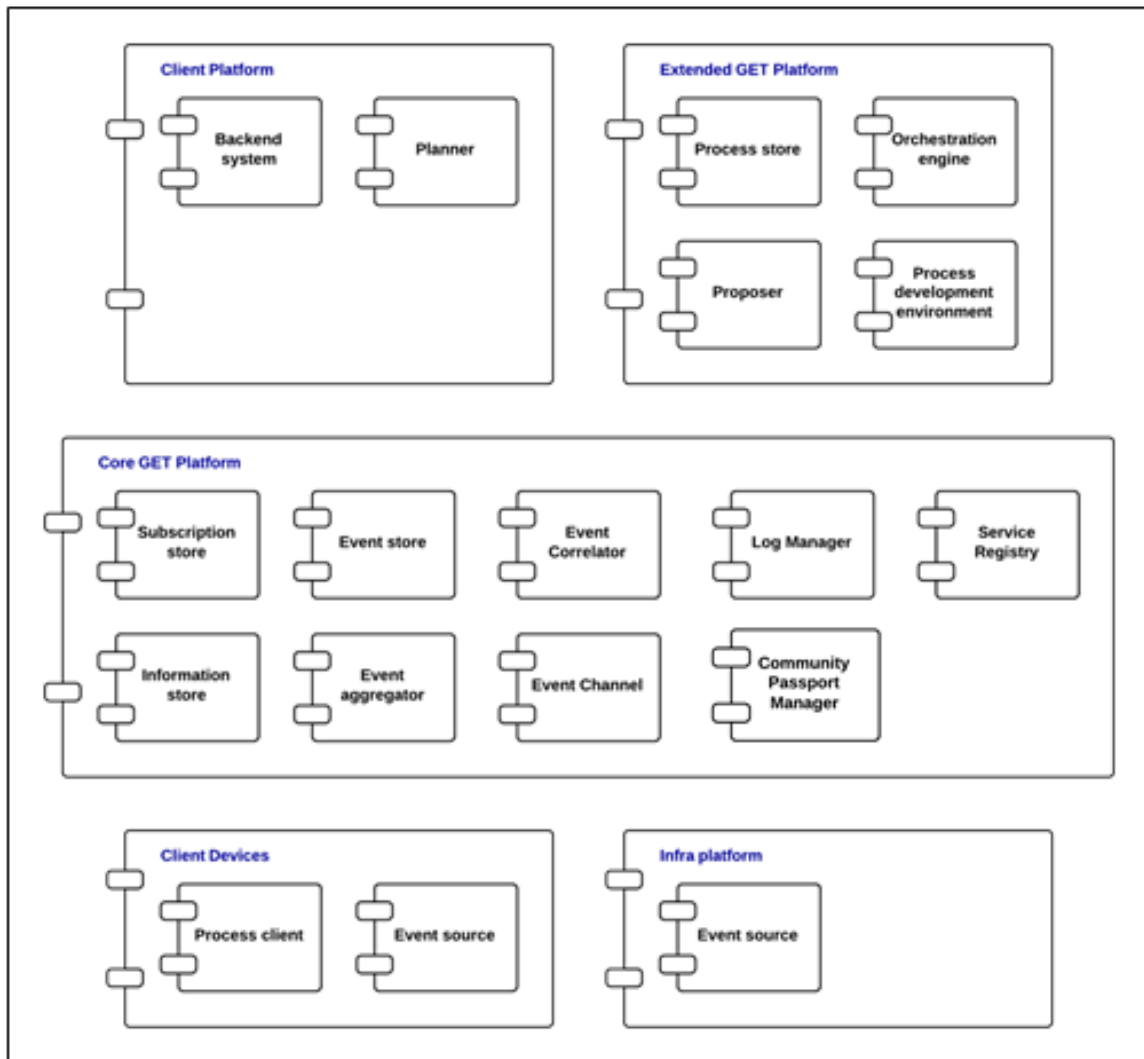 Client Platform
Backend
system
Planner
Extended GET Platform
Process store
Orchestration
engine
Proposer
Process
development
environment
Core GET Platform
Subscription
store
Event store
Event
Correlator
Log Manager
Service
Registry
Information
store
Event
aggregator
Event Channel
Community
Passport
Manager
Client Devices
Process client
Event source
Infra platform
Event source